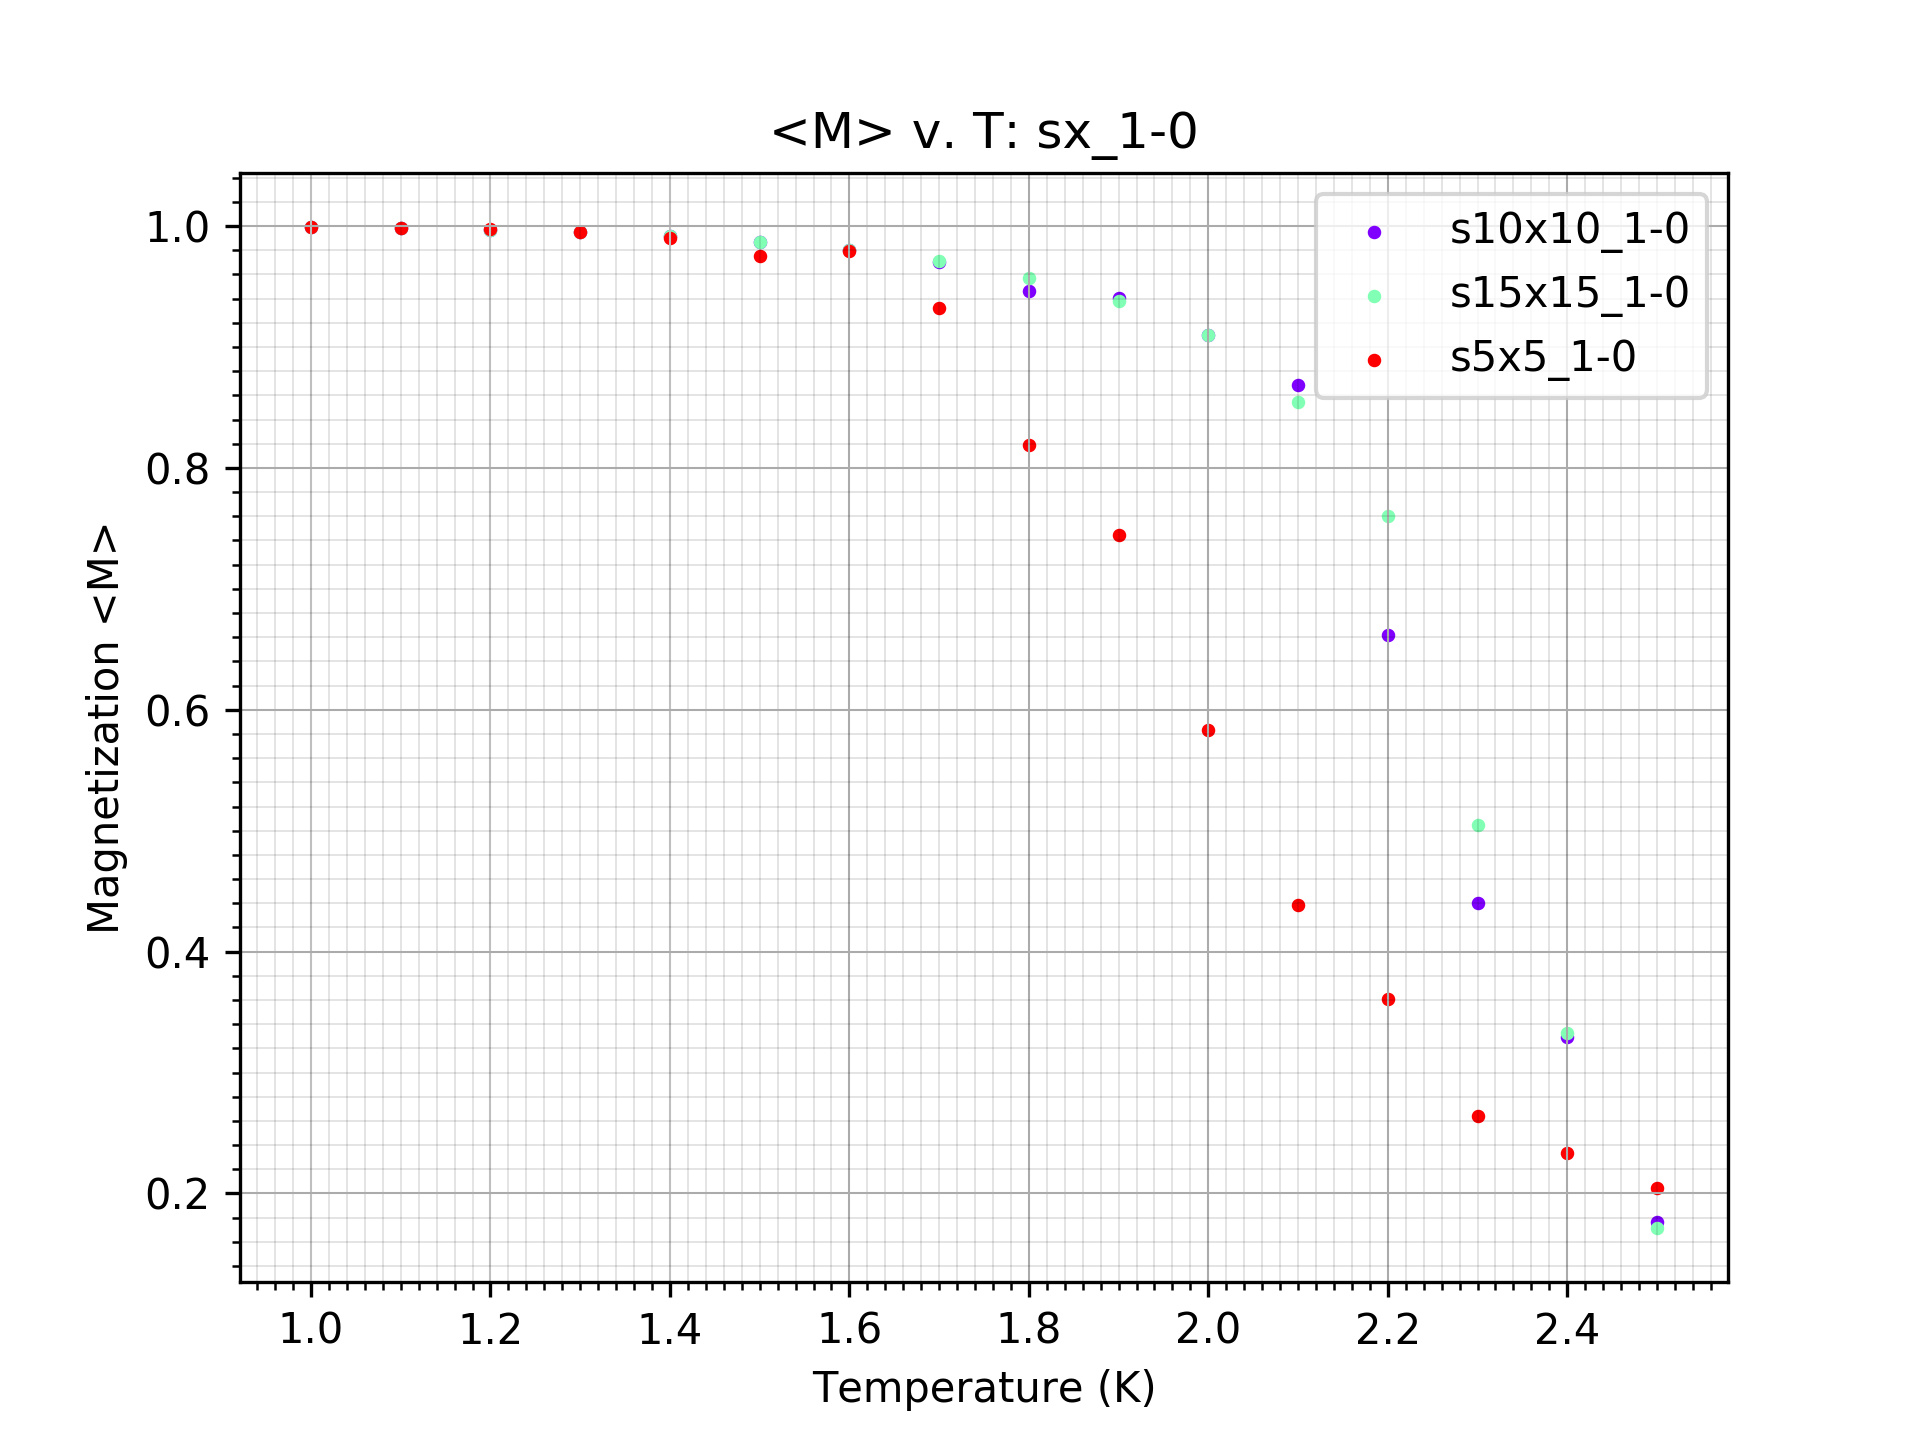 <M> v. T: sx_1-0
s10x10_1-0
s15x15_1-0
s5x5_1-0
Magnetization <M>
1.0
0.8
0.6
0.4
0.2
1.0 1.2 1.4 1.6 1.8 2.0 2.2 2.4
Temperature (K)